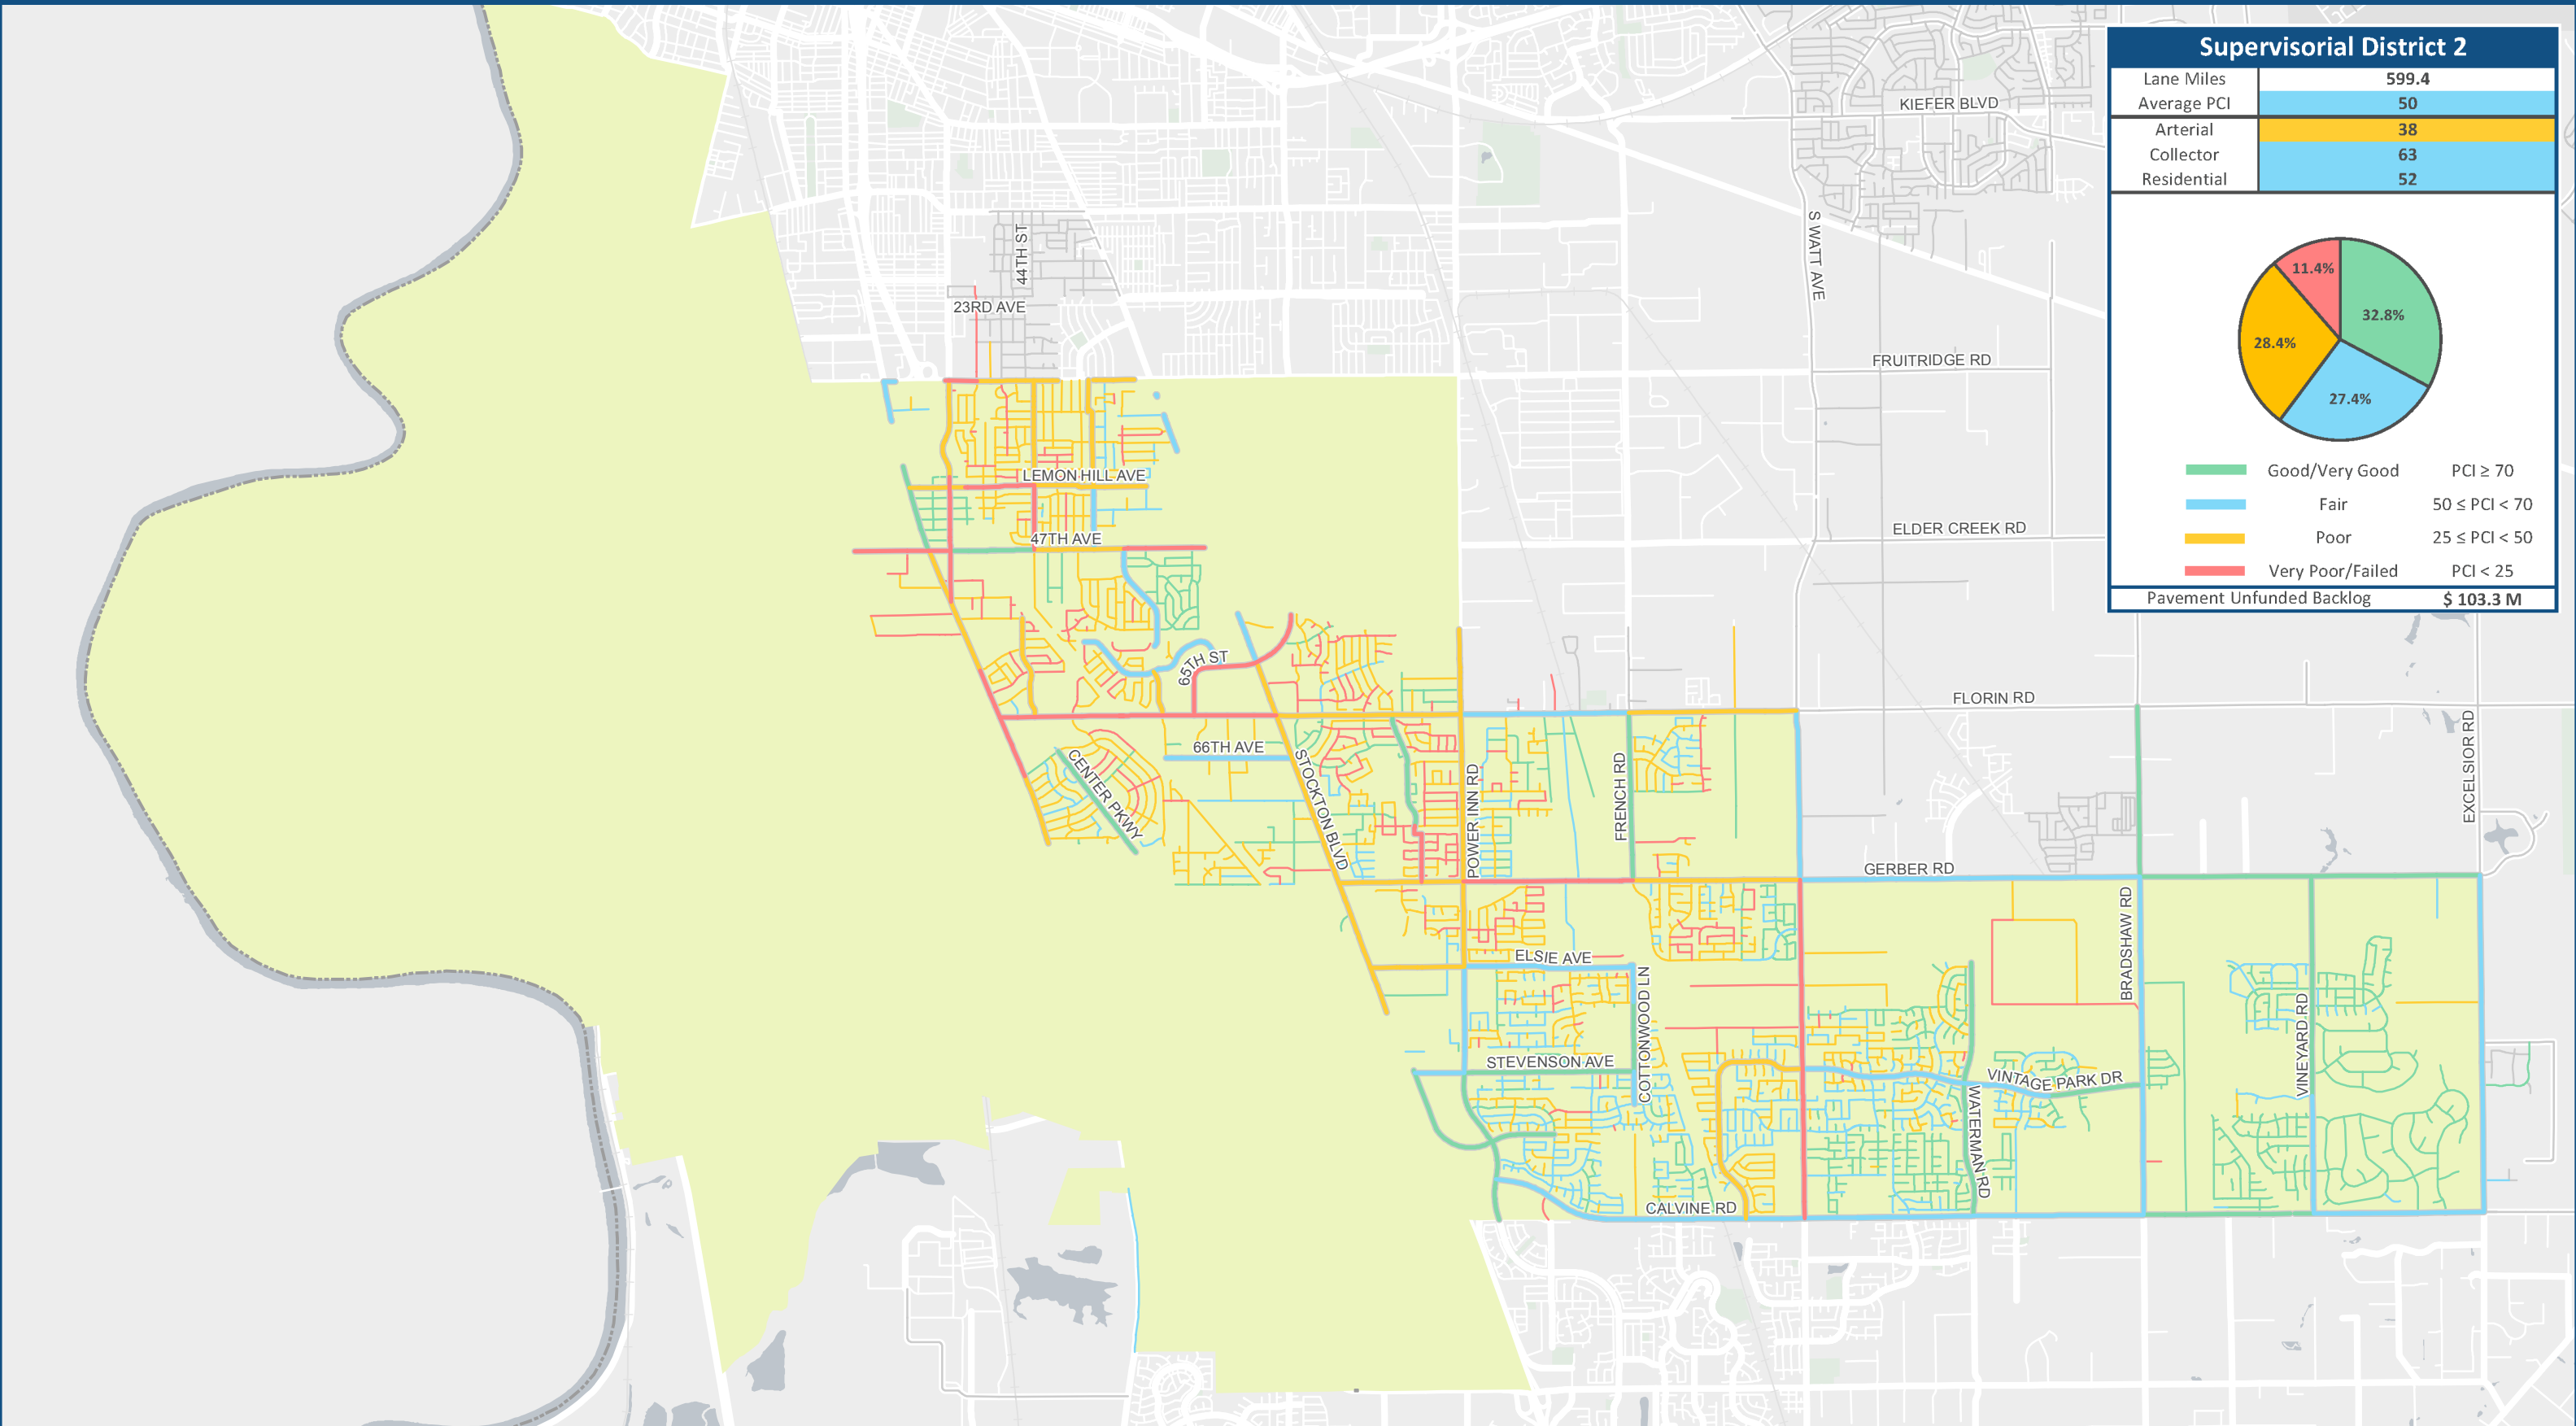 Supervisorial District 2
Lane Miles 599.4
Average PCI 50
Arterial 38
Collector 63
Residential 52
11.4%
32.8%
28.4%
27.4%
Good/Very Good PCI ≥ 70
Fair 50 ≤ PCI < 70
Poor 25 ≤ PCI < 50
Very Poor/Failed PCI < 25
Pavement Unfunded Backlog $ 103.3 M
KIEFER BLVD
S WATT AVE
44TH ST
23RD AVE
FRUITRIDGE RD
LEMON HILL AVE
ELDER CREEK RD
47TH AVE
65TH ST
FLORIN RD
EXCELSIOR RD
66TH AVE
CENTER PKWY
STOCKTON BLVD
POWER INN RD
FRENCH RD
GERBER RD
BRADSHAW RD
ELSIE AVE
COTTONWOOD LN
VINEYARD RD
STEVENSON AVE
VINTAGE PARK DR
WATERMAN RD
CALVINE RD